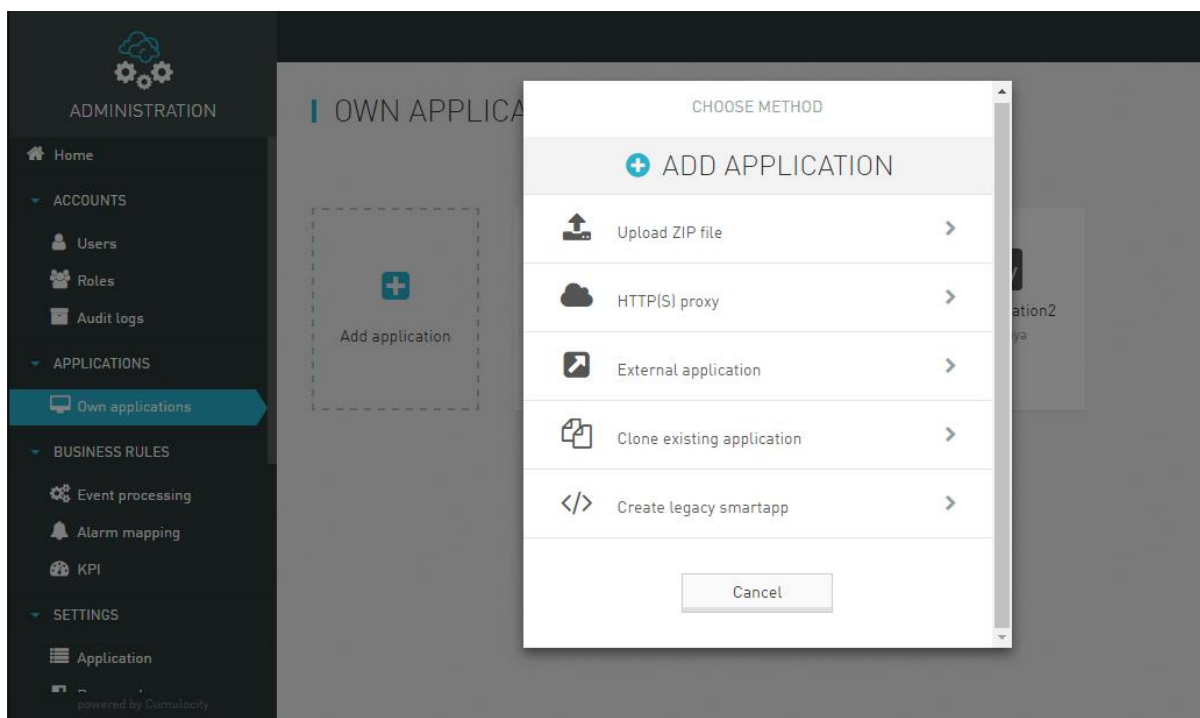 ADMINISTRATION
Home
ACCOUNTS
Users
Roles
Audit logs
APPLICATIONS
Own applications
BUSINESS RULES
Event processing
Alarm mapping
KPI
SETTINGS
Application
powered by Cumulocity
OWN APPLICA
Add application
CHOOSE METHOD
ADD APPLICATION
Upload ZIP file
HTTP(S) proxy
External application
Clone existing application
</> Create legacy smartapp
Cancel
ation2